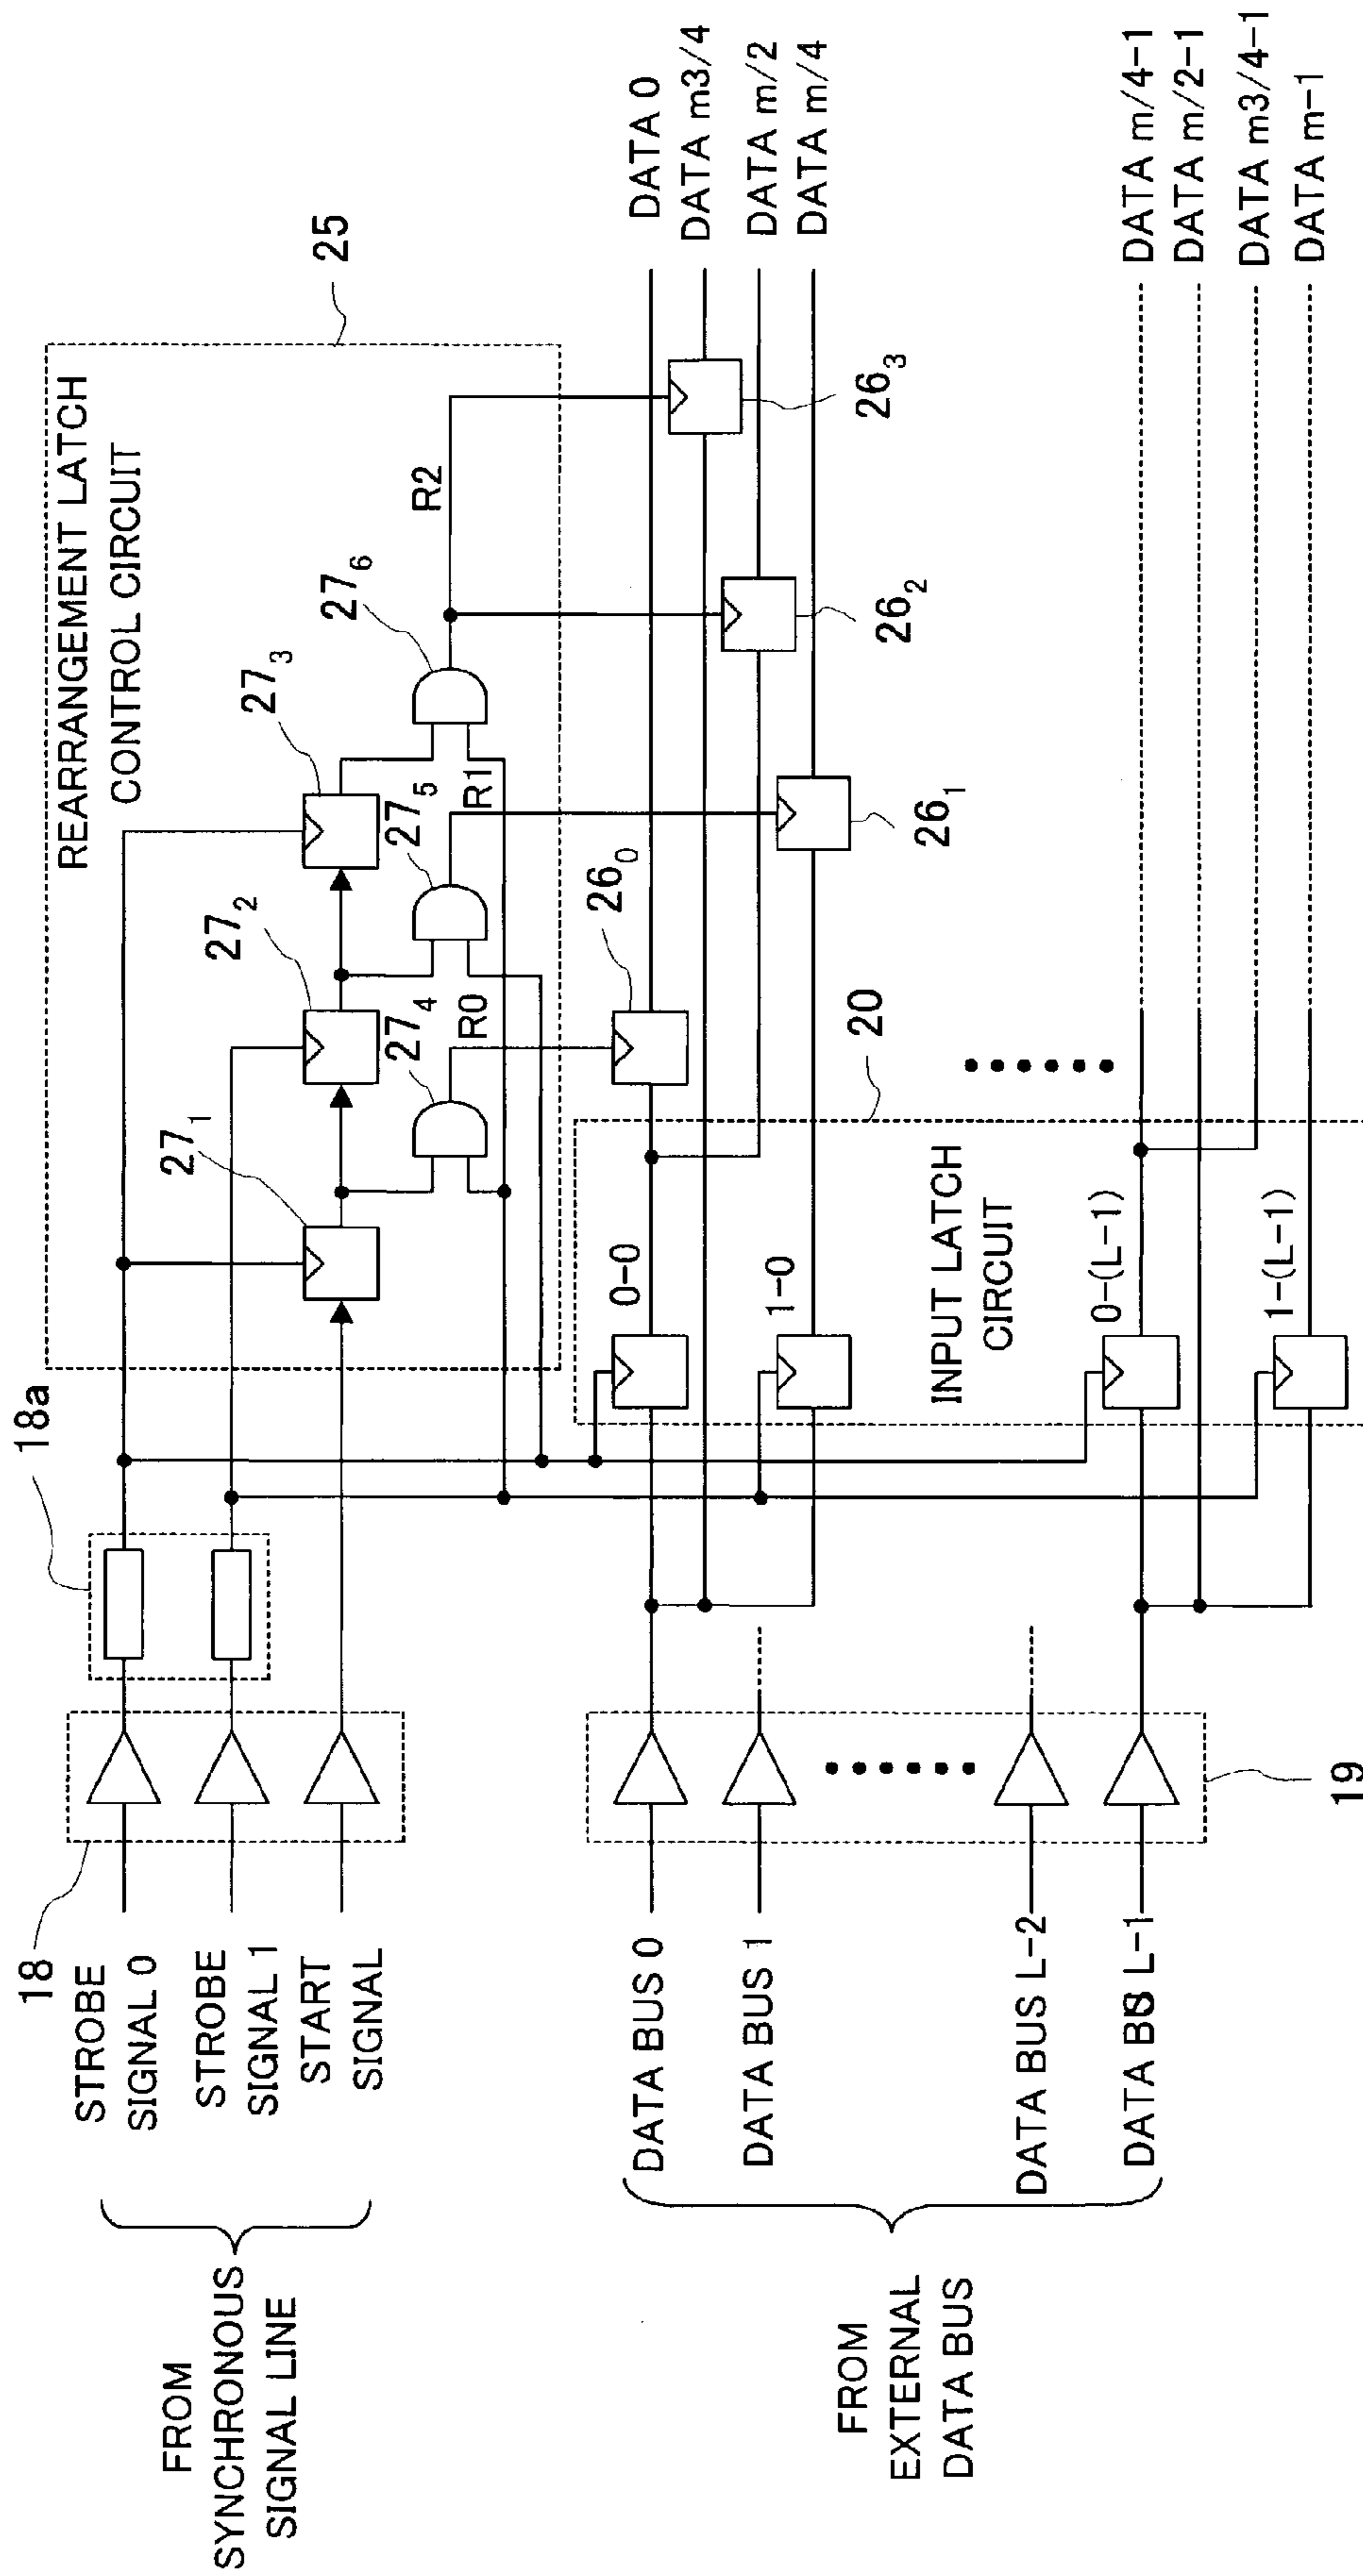 FROM
SYNCHRONOUS
SIGNAL LINE
STROBE
SIGNAL 0
STROBE
SIGNAL 1
START
SIGNAL
18
18a
REARRANGEMENT LATCH
CONTROL CIRCUIT
25
27₁
27₂
27₃
27₄
27₅
27₆
R0
R1
R2
26₀
26₁
26₂
26₃
FROM
EXTERNAL
DATA BUS
DATA BUS 0
DATA BUS 1
DATA BUS L-2
DATA BUS L-1
19
20
INPUT LATCH
CIRCUIT
0-0
1-0
0-(L-1)
1-(L-1)
DATA 0
DATA m3/4
DATA m/2
DATA m/4
DATA m/4-1
DATA m/2-1
DATA m3/4-1
DATA m-1